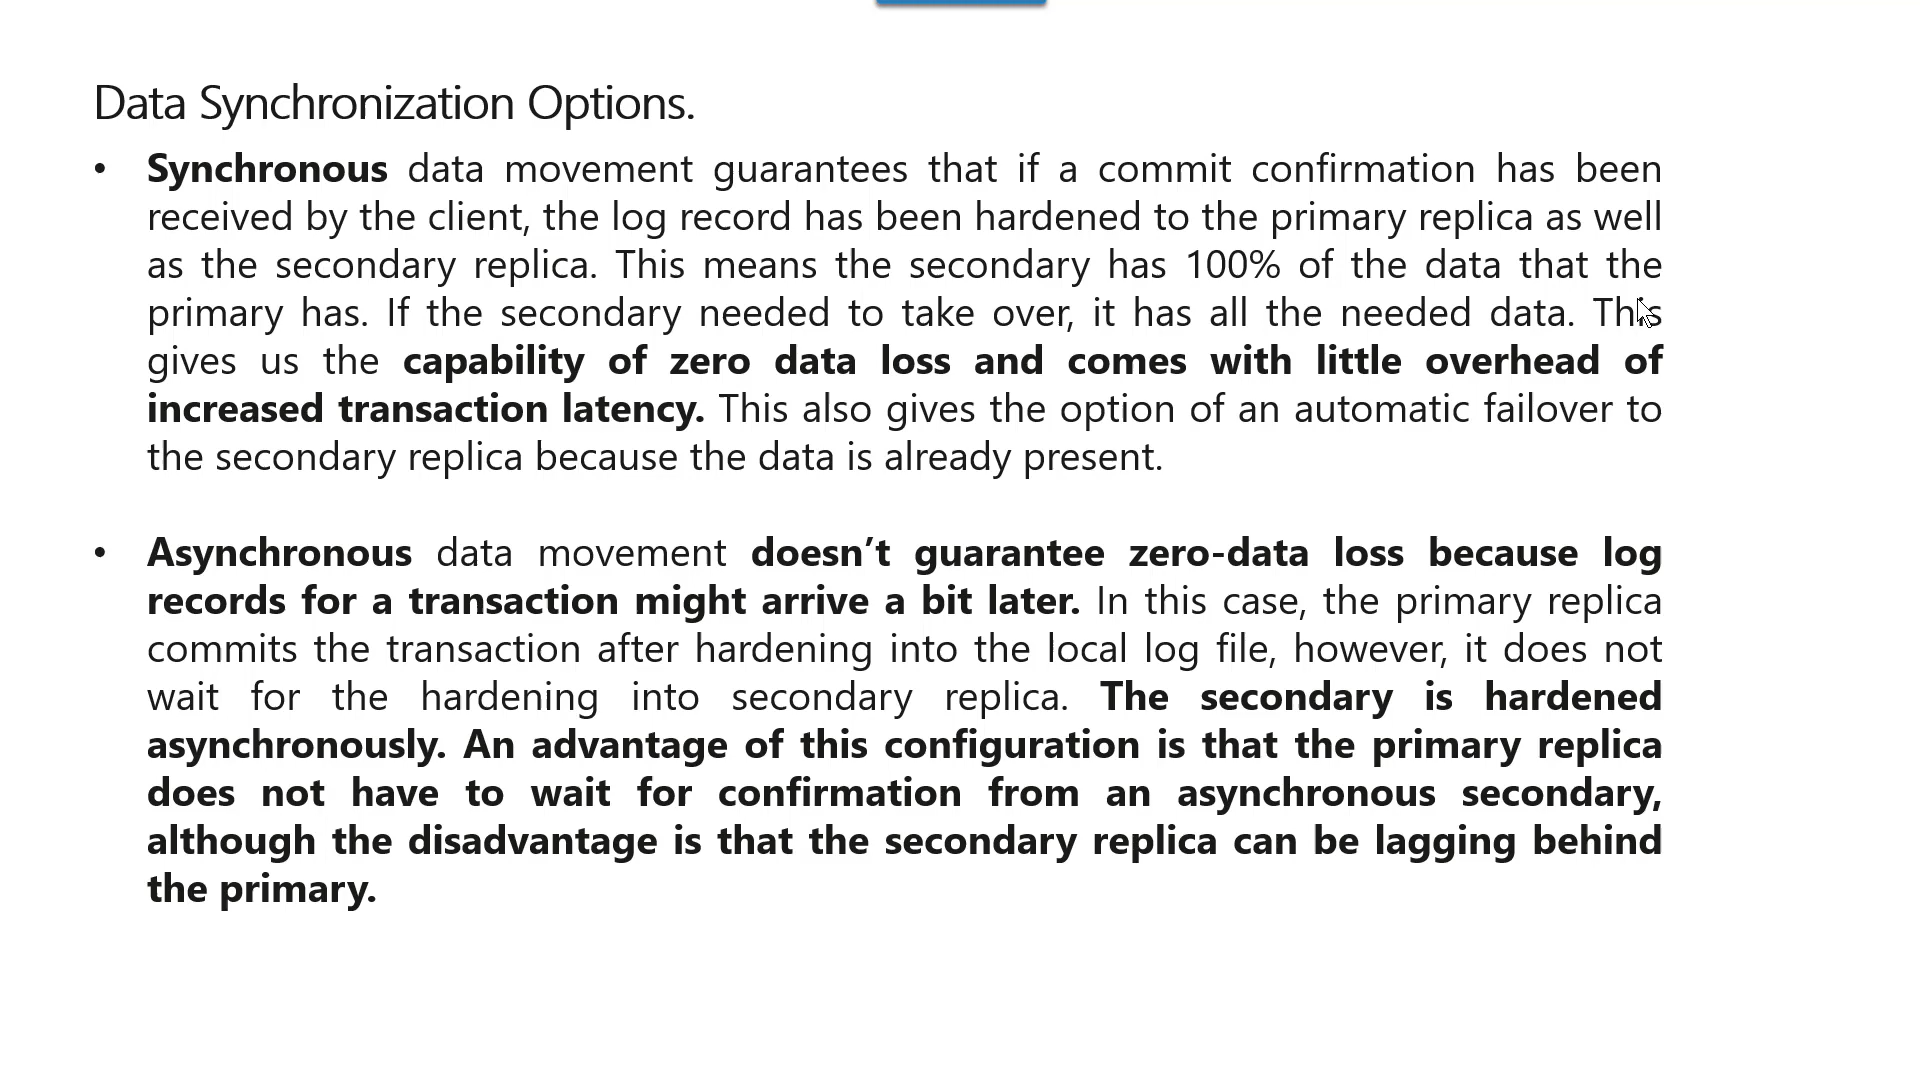 Data Synchronization Options.
• Synchronous data movement guarantees that if a commit confirmation has been
received by the client, the log record has been hardened to the primary replica as well
as the secondary replica. This means the secondary has 100% of the data that the
primary has. If the secondary needed to take over, it has all the needed data. This
gives us the capability of zero data loss and comes with little overhead of
increased transaction latency. This also gives the option of an automatic failover to
the secondary replica because the data is already present.
• Asynchronous data movement doesn’t guarantee zero-data loss because log
records for a transaction might arrive a bit later. In this case, the primary replica
commits the transaction after hardening into the local log file, however, it does not
wait for the hardening into secondary replica. The secondary is hardened
asynchronously. An advantage of this configuration is that the primary replica
does not have to wait for confirmation from an asynchronous secondary,
although the disadvantage is that the secondary replica can be lagging behind
the primary.